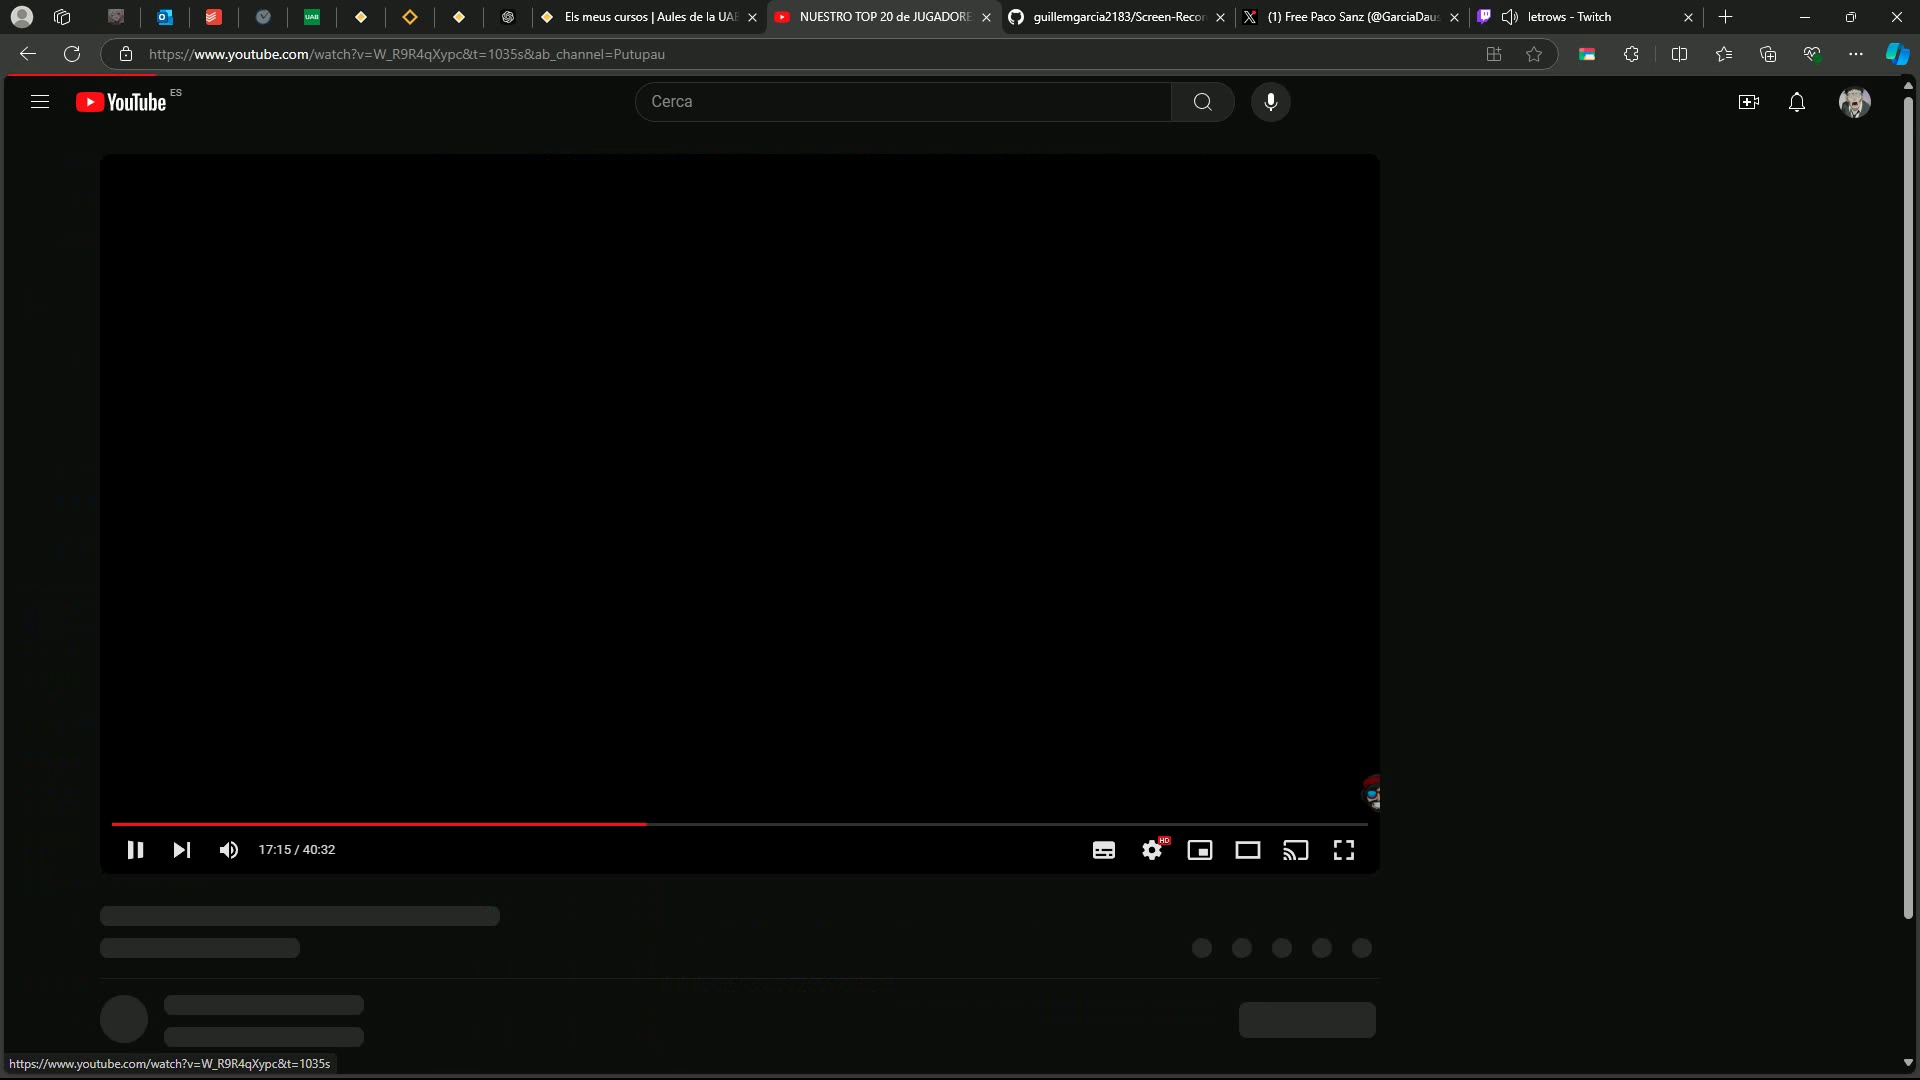 UAB
Els meus cursos | Aules de la UAB
NUESTRO TOP 20 de JUGADORE
guillemgarcia2183/Screen-Recor
(1) Free Paco Sanz (@GarciaDaus
letrows - Twitch
https://www.youtube.com/watch?v=W_R9R4qXypc&t=1035s&ab_channel=Putupau
YouTube ES
Cerca
17:15 / 40:32
HD
https://www.youtube.com/watch?v=W_R9R4qXypc&t=1035s